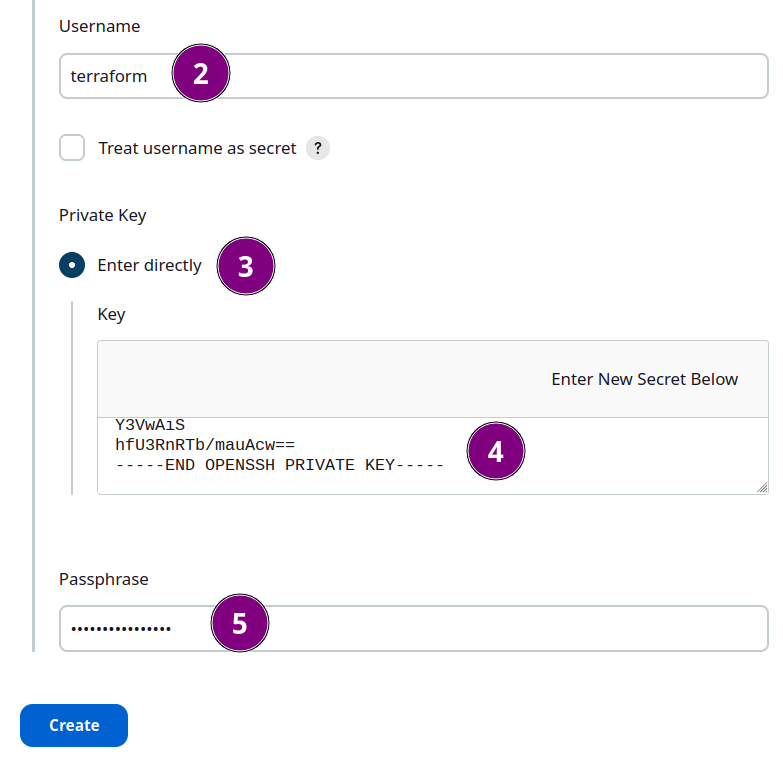 Username
terraform 2
Treat username as secret ?
Private Key
Enter directly 3
Key
Enter New Secret Below
Y3VwAiS
hfU3RnRTb/mauAcw==
-----END OPENSSH PRIVATE KEY-----
4
Passphrase
•••••••••••••••• 5
Create